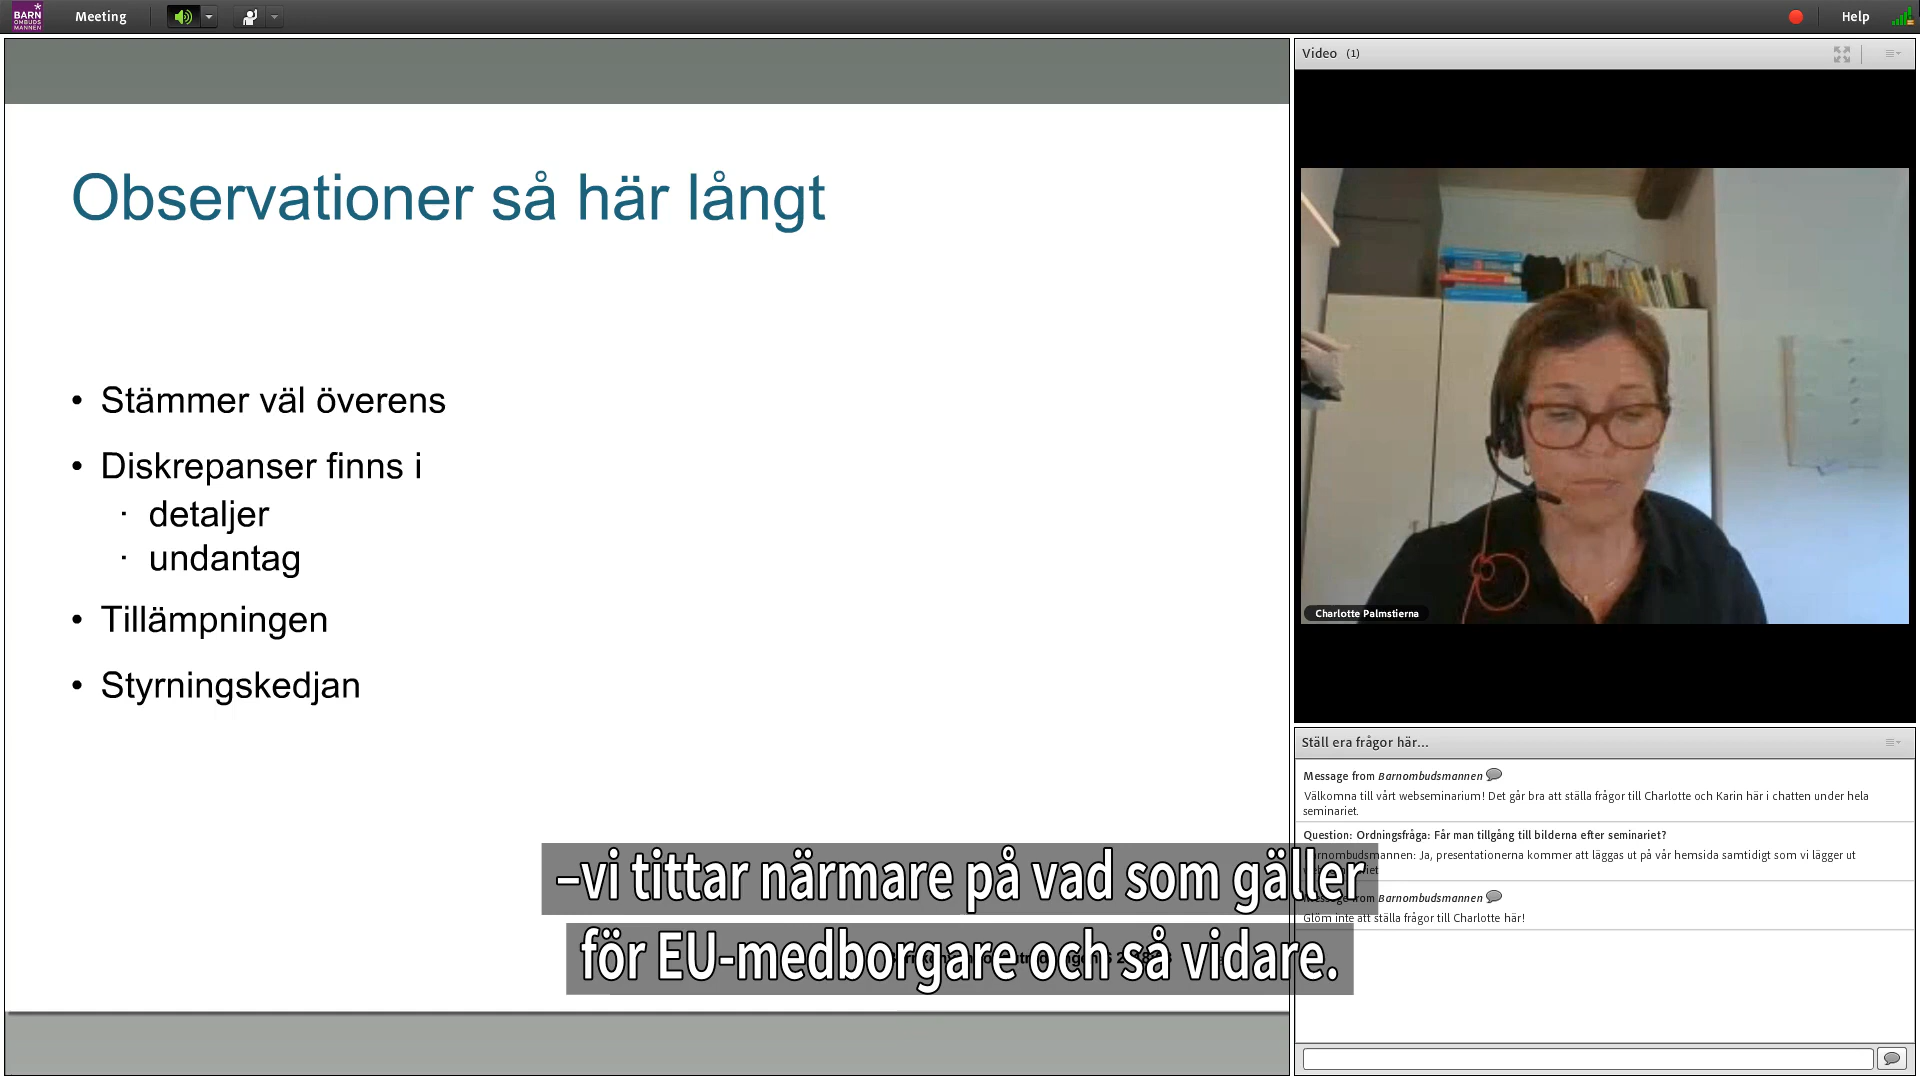 BARN
OMBUDS
MANNEN
Meeting
Help
Observationer så här långt
• Stämmer väl överens
• Diskrepanser finns i
· detaljer
· undantag
• Tillämpningen
• Styrningskedjan
Video (1)
Charlotte Palmstierna
Ställ era frågor här...
Message from Barnombudsmannen
Välkomna till vårt webseminarium! Det går bra att ställa frågor till Charlotte och Karin här i chatten under hela
seminariet.
Question: Ordningsfråga: Får man tillgång till bilderna efter seminariet?
Barnombudsmannen: Ja, presentationerna kommer att läggas ut på vår hemsida samtidigt som vi lägger ut
Message from Barnombudsmannen
Glöm inte att ställa frågor till Charlotte här!
–vi tittar närmare på vad som gäller
för EU-medborgare och så vidare.